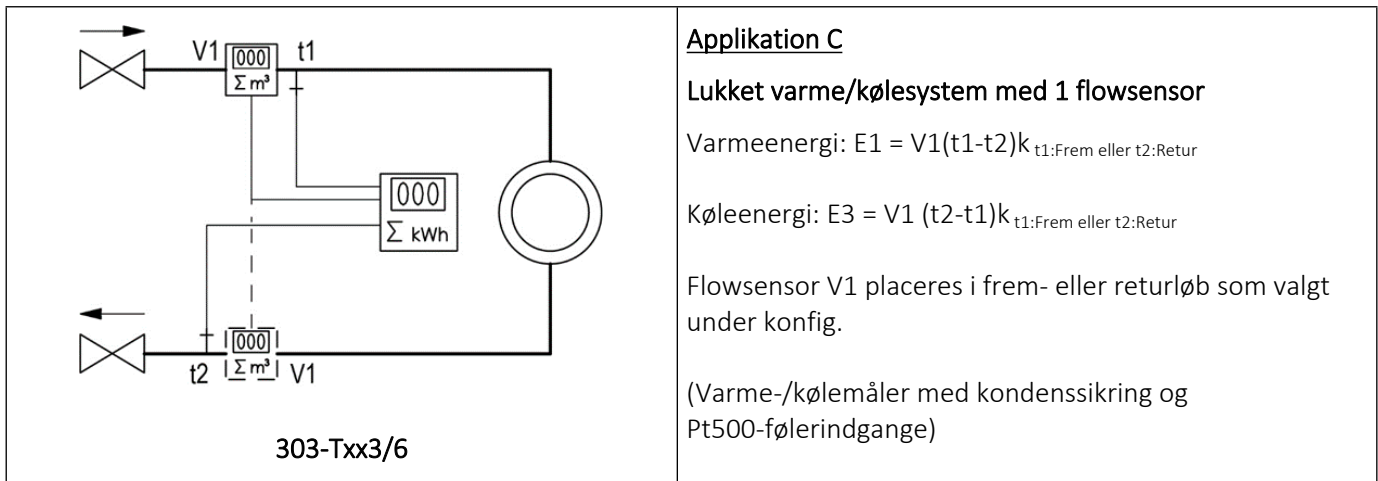 V1
000
Σ m³
t1
000
Σ kWh
t2
000
Σ m³
V1
303-Txx3/6
Applikation C
Lukket varme/kølesystem med 1 flowsensor
Varmeenergi: E1 = V1(t1-t2)k t1:Frem eller t2:Retur
Køleenergi: E3 = V1 (t2-t1)k t1:Frem eller t2:Retur
Flowsensor V1 placeres i frem- eller returløb som valgt
under konfig.
(Varme-/kølemåler med kondenssikring og
Pt500-følerindgange)